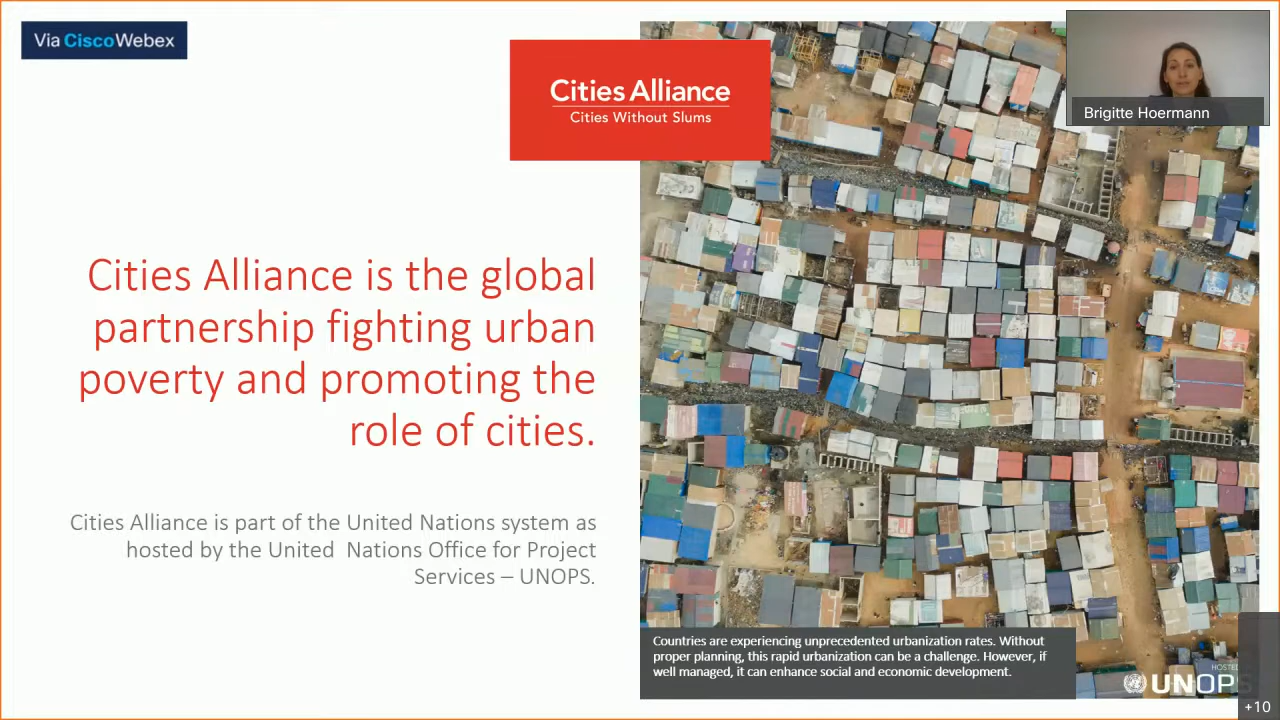 Via Cisco Webex
Cities Alliance
Cities Without Slums
Brigitte Hoermann
Cities Alliance is the global
partnership fighting urban
poverty and promoting the
role of cities.
Cities Alliance is part of the United Nations system as
hosted by the United  Nations Office for Project
Services – UNOPS.
Countries are experiencing unprecedented urbanization rates. Without
proper planning, this rapid urbanization can be a challenge. However, if
well managed, it can enhance social and economic development.
HOSTED
UNOPS
+10